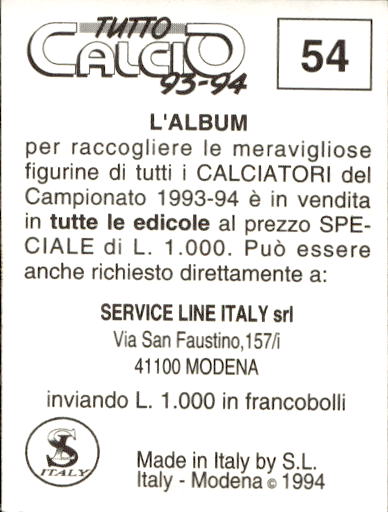 TUTTO
CALCIO
93-94
54
L'ALBUM
per raccogliere le meravigliose
figurine di tutti i CALCIATORI del
Campionato 1993-94 è in vendita
in tutte le edicole al prezzo SPE-
CIALE di L. 1.000. Può essere
anche richiesto direttamente a:
SERVICE LINE ITALY srl
Via San Faustino,157/i
41100 MODENA
inviando L. 1.000 in francobolli
SL
ITALY
Made in Italy by S.L.
Italy - Modena © 1994